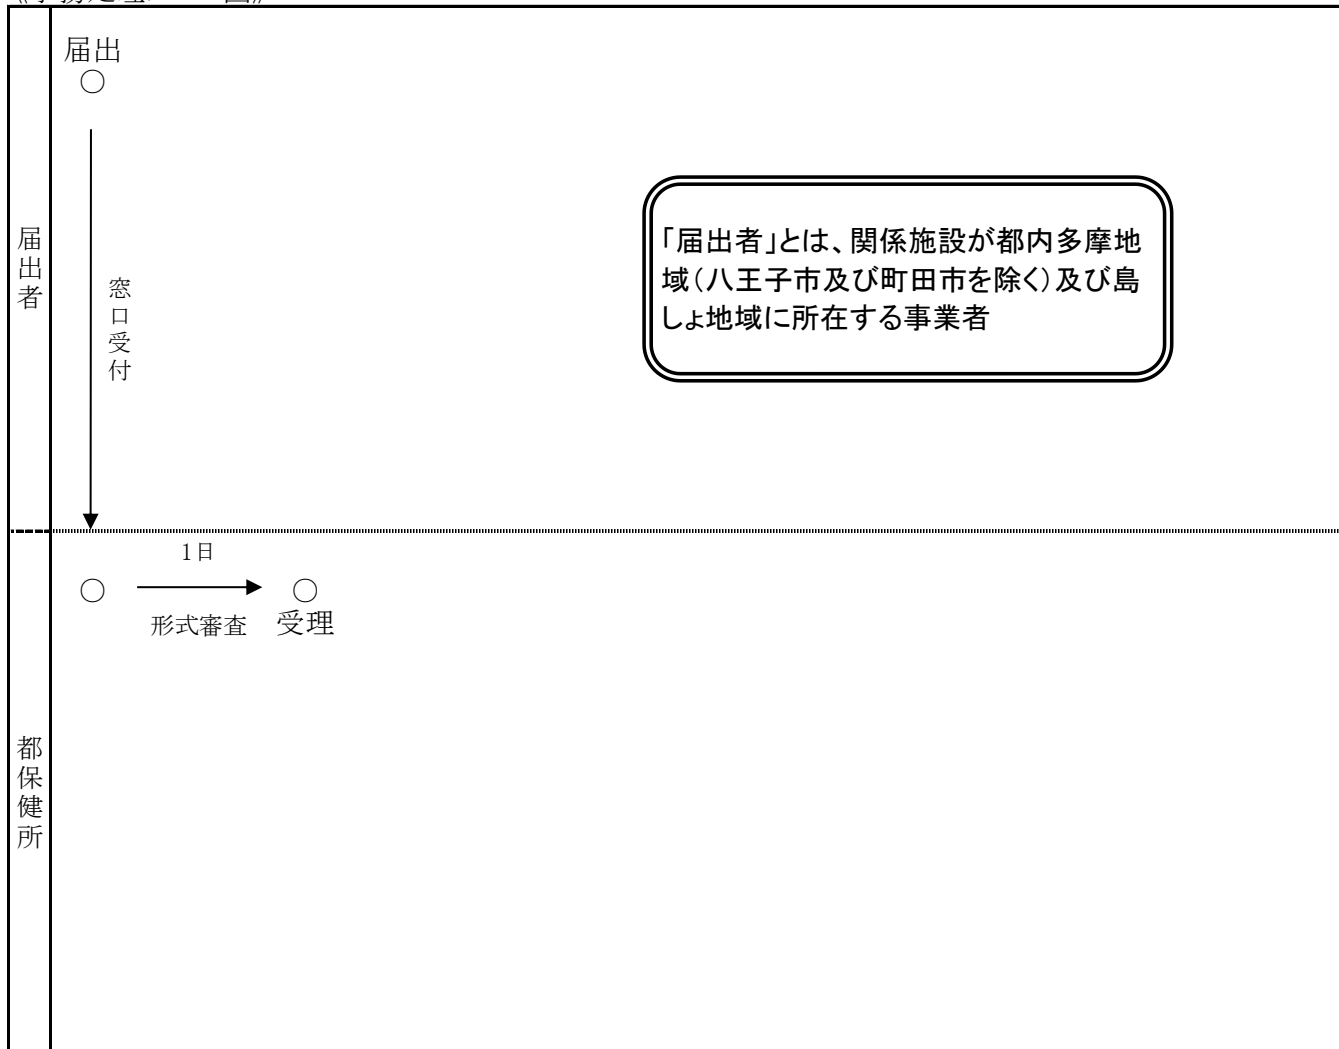 届出
届出者
窓口受付
「届出者」とは、関係施設が都内多摩地
域（八王子市及び町田市を除く）及び島
しょ地域に所在する事業者
1日
形式審査
受理
都保健所